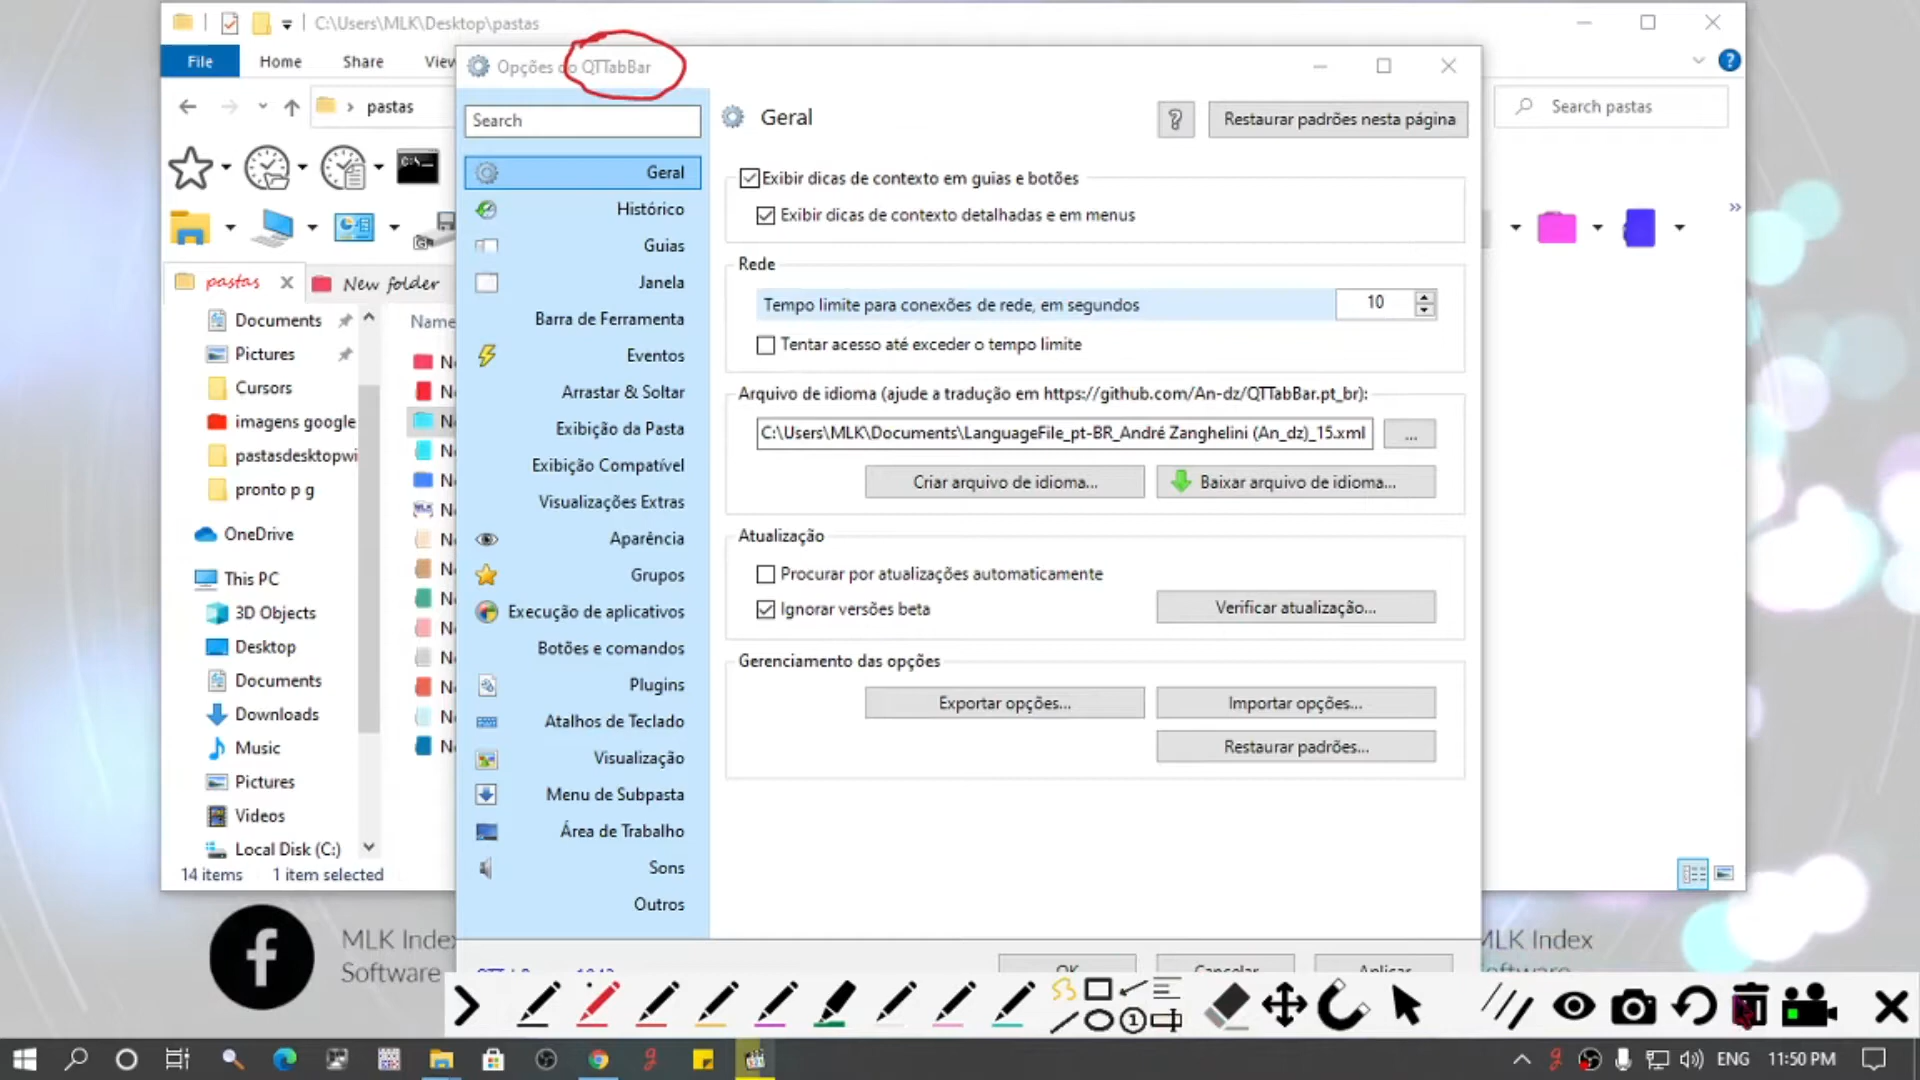 C:\Users\MLK\Desktop\pastas
File
Home
Share
View
pastas
Search pastas
pastas
New folder
Documents
Pictures
Cursors
imagens google
pastasdesktopwi
pronto p g
OneDrive
This PC
3D Objects
Desktop
Documents
Downloads
Music
Pictures
Videos
Local Disk (C:)
Name
14 items
1 item selected
Opções do QTTabBar
Search
Geral
Histórico
Guias
Janela
Barra de Ferramenta
Eventos
Arrastar & Soltar
Exibição da Pasta
Exibição Compatível
Visualizações Extras
Aparência
Grupos
Execução de aplicativos
Botões e comandos
Plugins
Atalhos de Teclado
Visualização
Menu de Subpasta
Área de Trabalho
Sons
Outros
Geral
?
Restaurar padrões nesta página
Exibir dicas de contexto em guias e botões
Exibir dicas de contexto detalhadas e em menus
Rede
Tempo limite para conexões de rede, em segundos
10
Tentar acesso até exceder o tempo limite
Arquivo de idioma (ajude a tradução em https://github.com/An-dz/QTTabBar.pt_br):
C:\Users\MLK\Documents\LanguageFile_pt-BR_André Zanghelini (An_dz)_15.xml
...
Criar arquivo de idioma...
Baixar arquivo de idioma...
Atualização
Procurar por atualizações automaticamente
Ignorar versões beta
Verificar atualização...
Gerenciamento das opções
Exportar opções...
Importar opções...
Restaurar padrões...
OK
Cancelar
Aplicar
MLK Index
Software
MLK Index
Software
ENG
11:50 PM